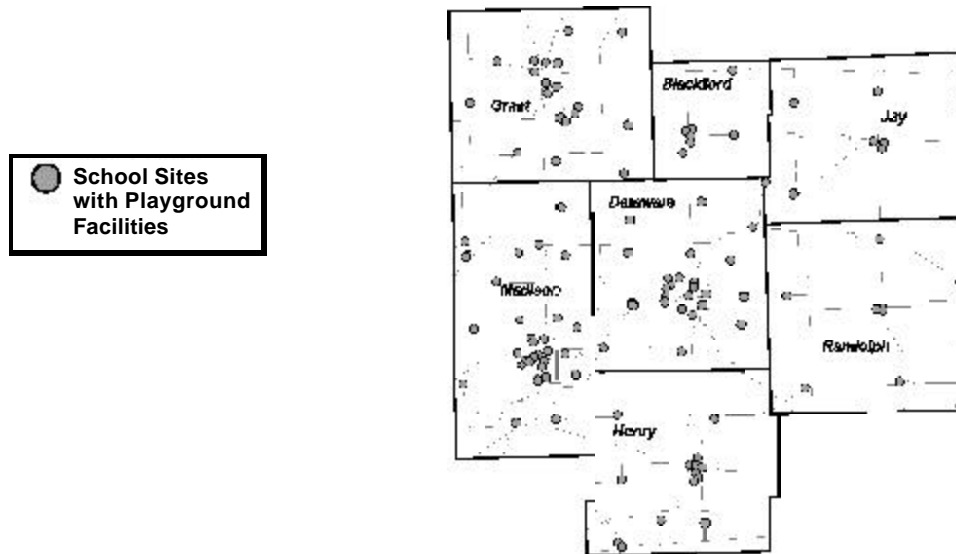 Blackford
Grant
Jay
School Sites
with Playground
Facilities
Delaware
Madison
Randolph
Henry